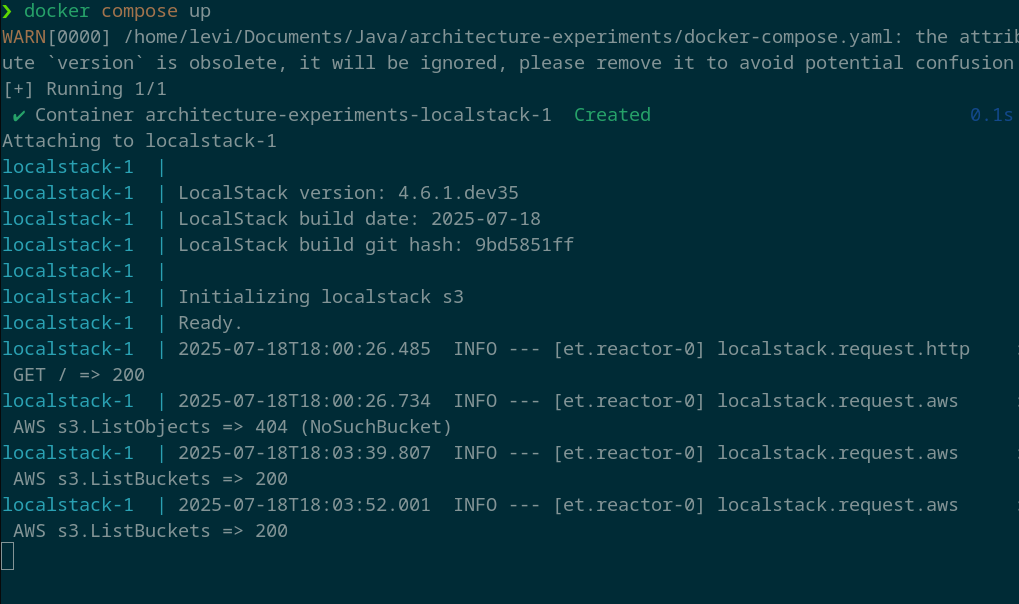 ❯ docker compose up
WARN[0000] /home/levi/Documents/Java/architecture-experiments/docker-compose.yaml: the attrib
ute `version` is obsolete, it will be ignored, please remove it to avoid potential confusion
[+] Running 1/1
 ✔ Container architecture-experiments-localstack-1  Created 0.1s
Attaching to localstack-1
localstack-1  |
localstack-1  | LocalStack version: 4.6.1.dev35
localstack-1  | LocalStack build date: 2025-07-18
localstack-1  | LocalStack build git hash: 9bd5851ff
localstack-1  |
localstack-1  | Initializing localstack s3
localstack-1  | Ready.
localstack-1  | 2025-07-18T18:00:26.485  INFO --- [et.reactor-0] localstack.request.http    :
 GET / => 200
localstack-1  | 2025-07-18T18:00:26.734  INFO --- [et.reactor-0] localstack.request.aws     :
 AWS s3.ListObjects => 404 (NoSuchBucket)
localstack-1  | 2025-07-18T18:03:39.807  INFO --- [et.reactor-0] localstack.request.aws     :
 AWS s3.ListBuckets => 200
localstack-1  | 2025-07-18T18:03:52.001  INFO --- [et.reactor-0] localstack.request.aws     :
 AWS s3.ListBuckets => 200